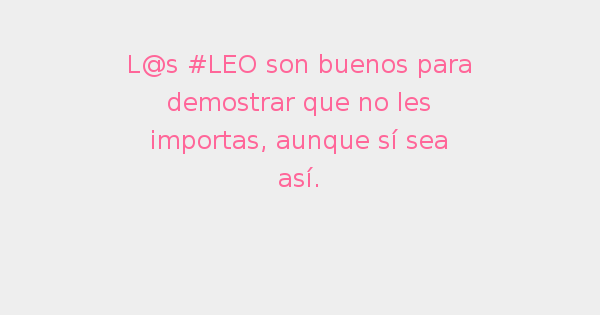 L@s #LEO son buenos para
demostrar que no les
importas, aunque sí sea
así.